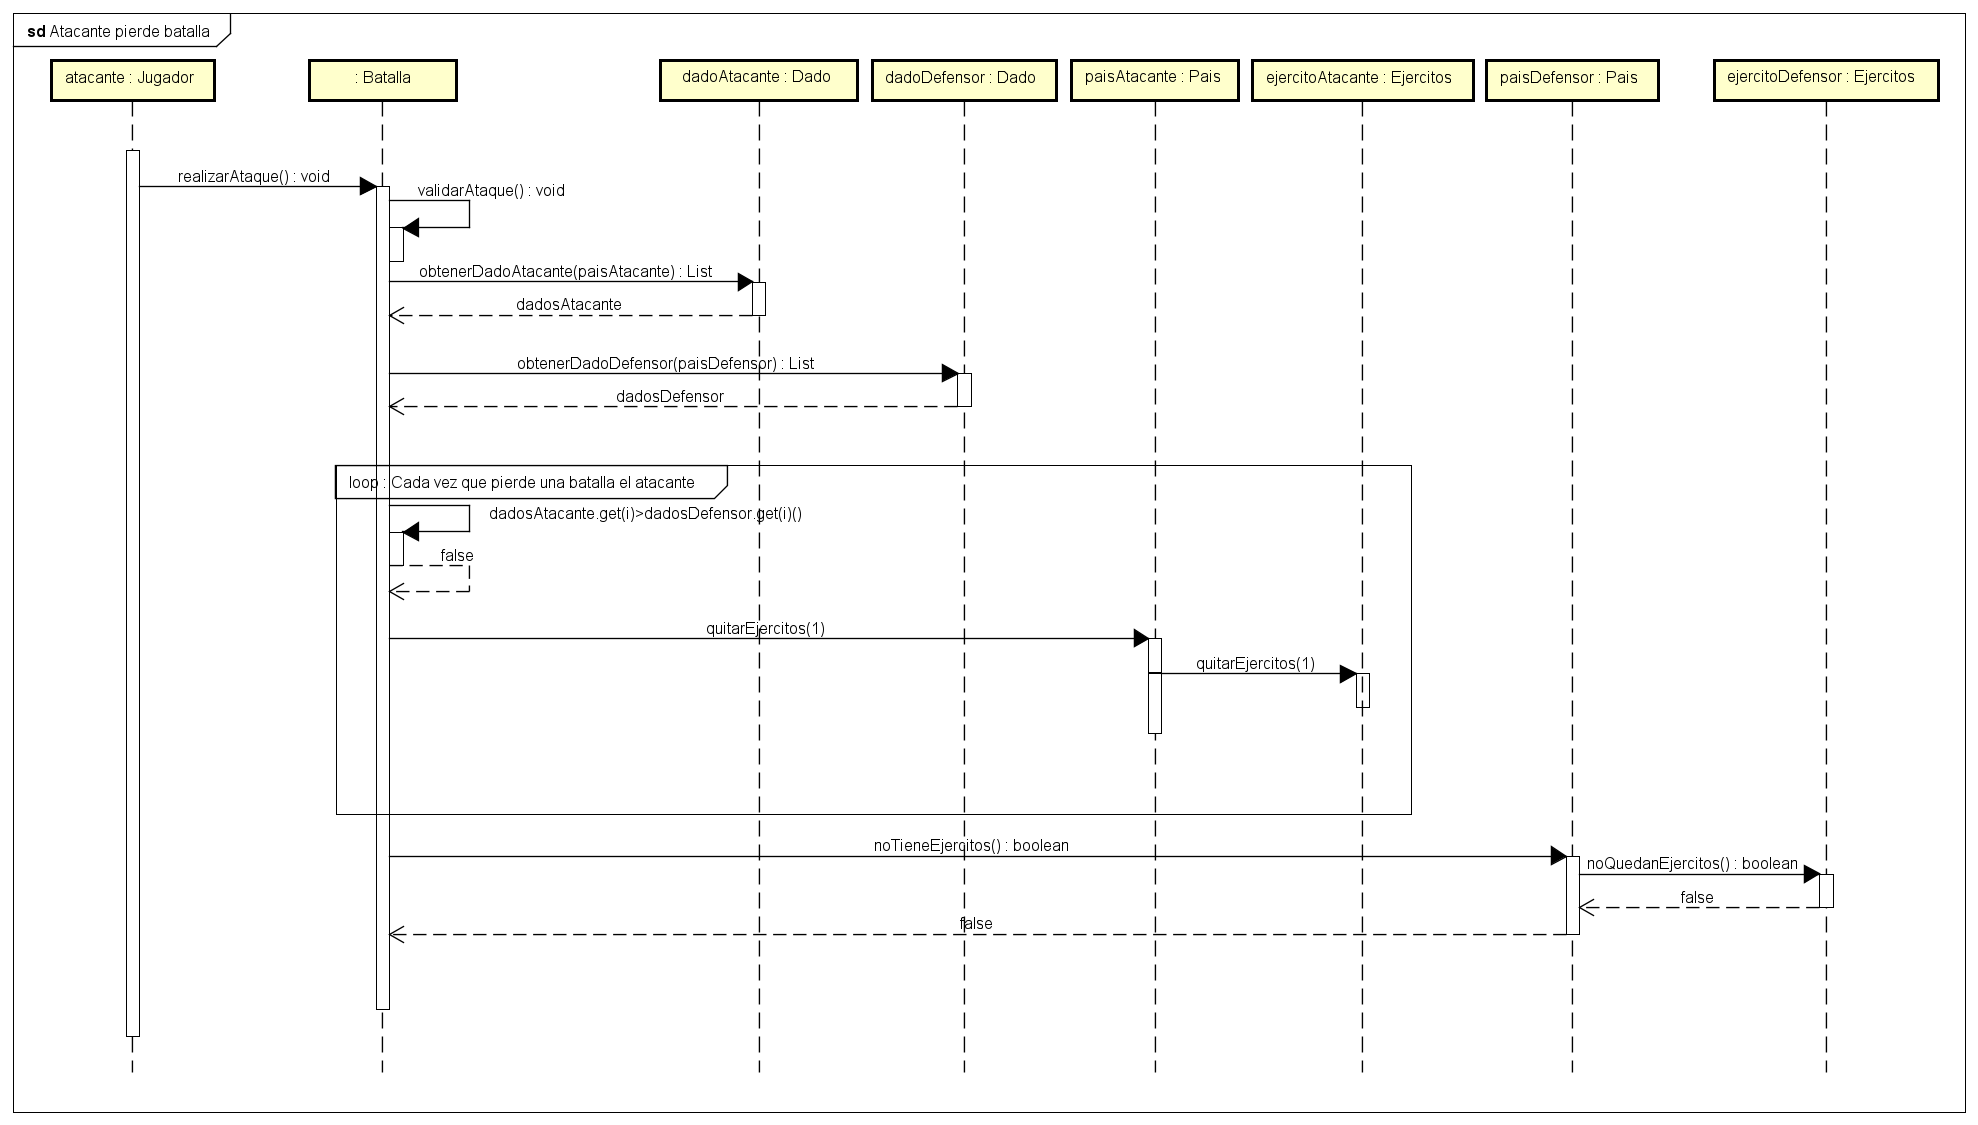 sd Atacante pierde batalla
atacante : Jugador
: Batalla
dadoAtacante : Dado
dadoDefensor : Dado
paisAtacante : Pais
ejercitoAtacante : Ejercitos
paisDefensor : Pais
ejercitoDefensor : Ejercitos
realizarAtaque() : void
validarAtaque() : void
obtenerDadoAtacante(paisAtacante) : List
dadosAtacante
obtenerDadoDefensor(paisDefensor) : List
dadosDefensor
loop : Cada vez que pierde una batalla el atacante
dadosAtacante.get(i)>dadosDefensor.get(i)()
false
quitarEjercitos(1)
quitarEjercitos(1)
noTieneEjercitos() : boolean
noQuedanEjercitos() : boolean
false
false